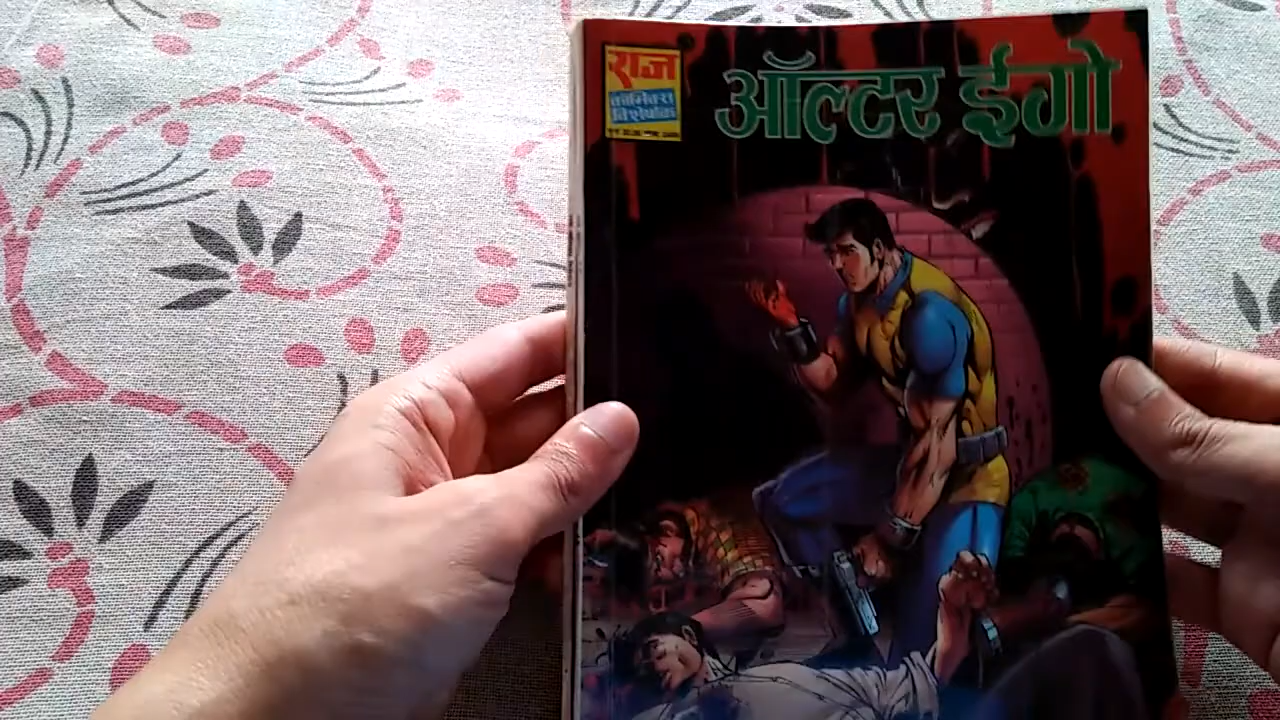 राज
कॉमिक्स
विशेषांक
ऑल्टर ईगो